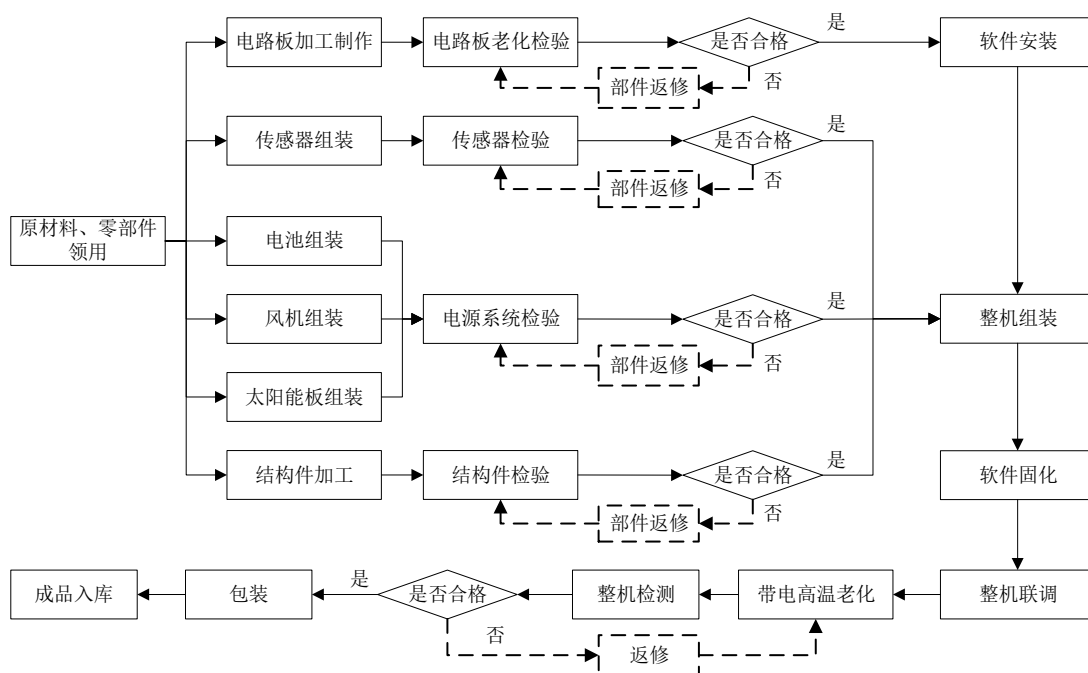 电路板加工制作
电路板老化检验
是否合格
是
软件安装
部件返修
否
传感器组装
传感器检验
是否合格
是
部件返修
否
原材料、零部件
领用
电池组装
风机组装
电源系统检验
是否合格
是
整机组装
部件返修
否
太阳能板组装
结构件加工
结构件检验
是否合格
是
软件固化
部件返修
否
成品入库
包装
是
是否合格
整机检测
带电高温老化
整机联调
否
返修